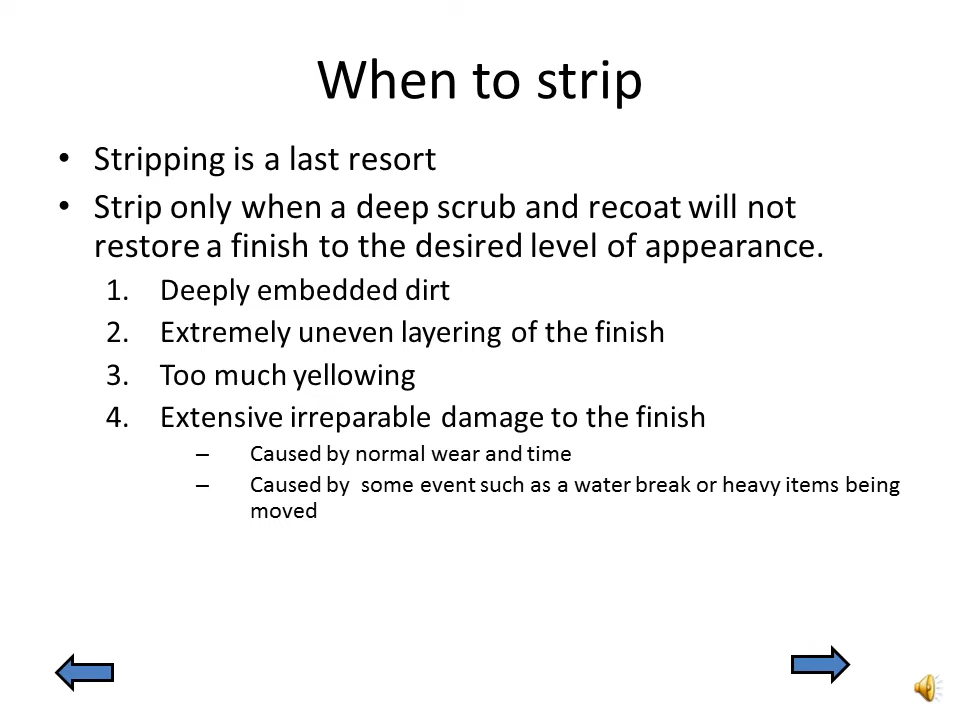 When to strip
• Stripping is a last resort
• Strip only when a deep scrub and recoat will not
restore a finish to the desired level of appearance.
1. Deeply embedded dirt
2. Extremely uneven layering of the finish
3. Too much yellowing
4. Extensive irreparable damage to the finish
– Caused by normal wear and time
– Caused by  some event such as a water break or heavy items being
moved